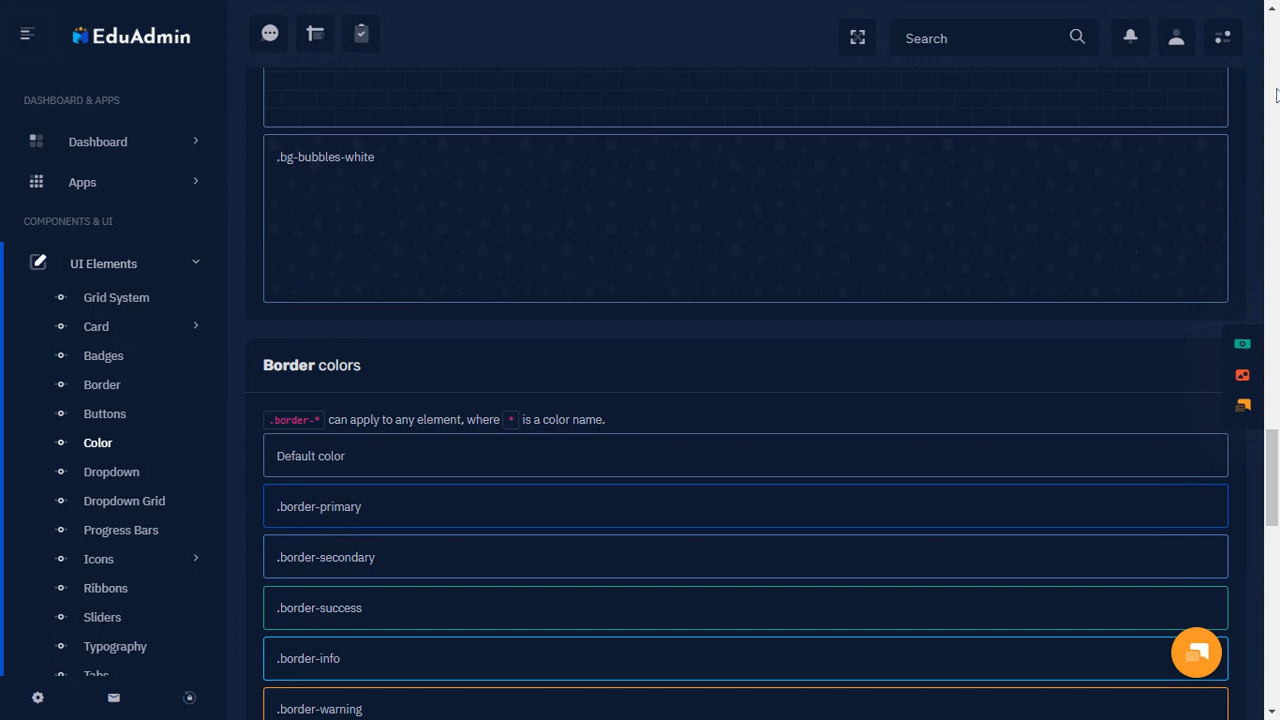 EduAdmin
Search
DASHBOARD & APPS
Dashboard
Apps
COMPONENTS & UI
UI Elements
Grid System
Card
Badges
Border
Buttons
Color
Dropdown
Dropdown Grid
Progress Bars
Icons
Ribbons
Sliders
Typography
Tabs
.bg-bubbles-white
Border colors
.border-* can apply to any element, where * is a color name.
Default color
.border-primary
.border-secondary
.border-success
.border-info
.border-warning